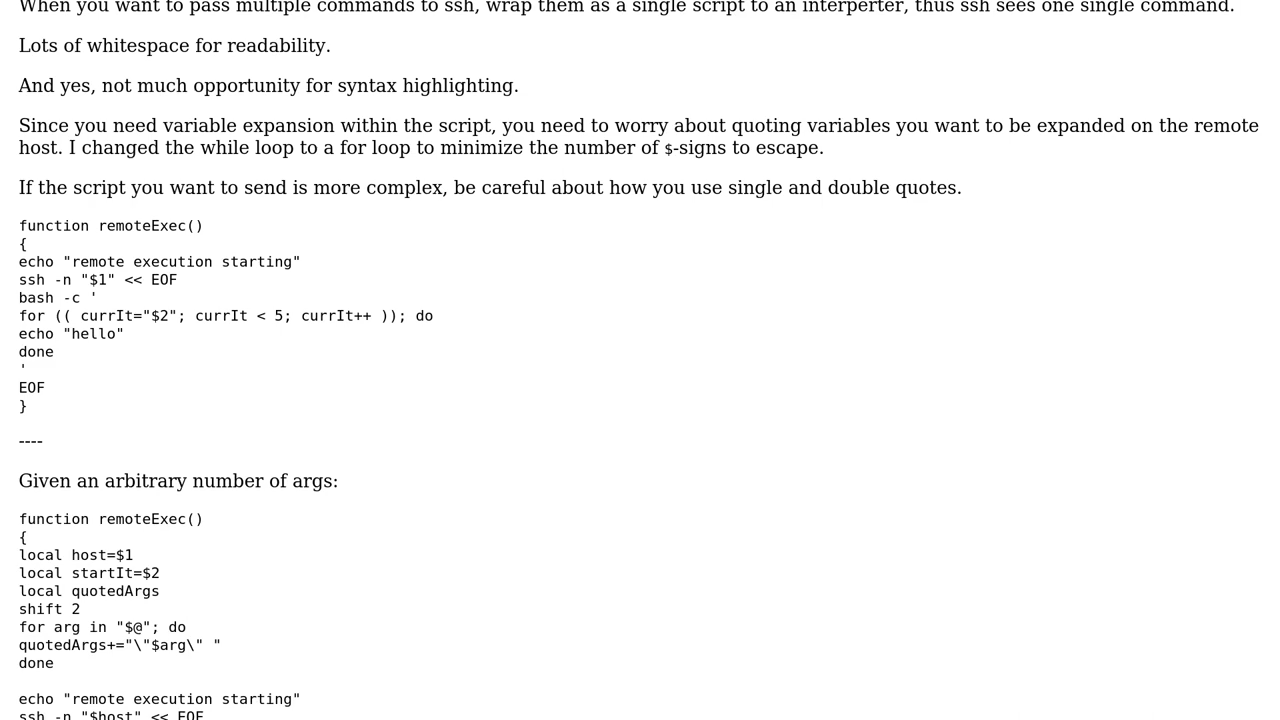 When you want to pass multiple commands to ssh, wrap them as a single script to an interperter, thus ssh sees one single command.
Lots of whitespace for readability.
And yes, not much opportunity for syntax highlighting.
Since you need variable expansion within the script, you need to worry about quoting variables you want to be expanded on the remote
host. I changed the while loop to a for loop to minimize the number of $-signs to escape.
If the script you want to send is more complex, be careful about how you use single and double quotes.
function remoteExec()
{
echo "remote execution starting"
ssh -n "$1" << EOF
bash -c '
for (( currIt="$2"; currIt < 5; currIt++ )); do
echo "hello"
done
'
EOF
}
----
Given an arbitrary number of args:
function remoteExec()
{
local host=$1
local startIt=$2
local quotedArgs
shift 2
for arg in "$@"; do
quotedArgs+="\"$arg\" "
done
echo "remote execution starting"
ssh -n "$host" << EOF